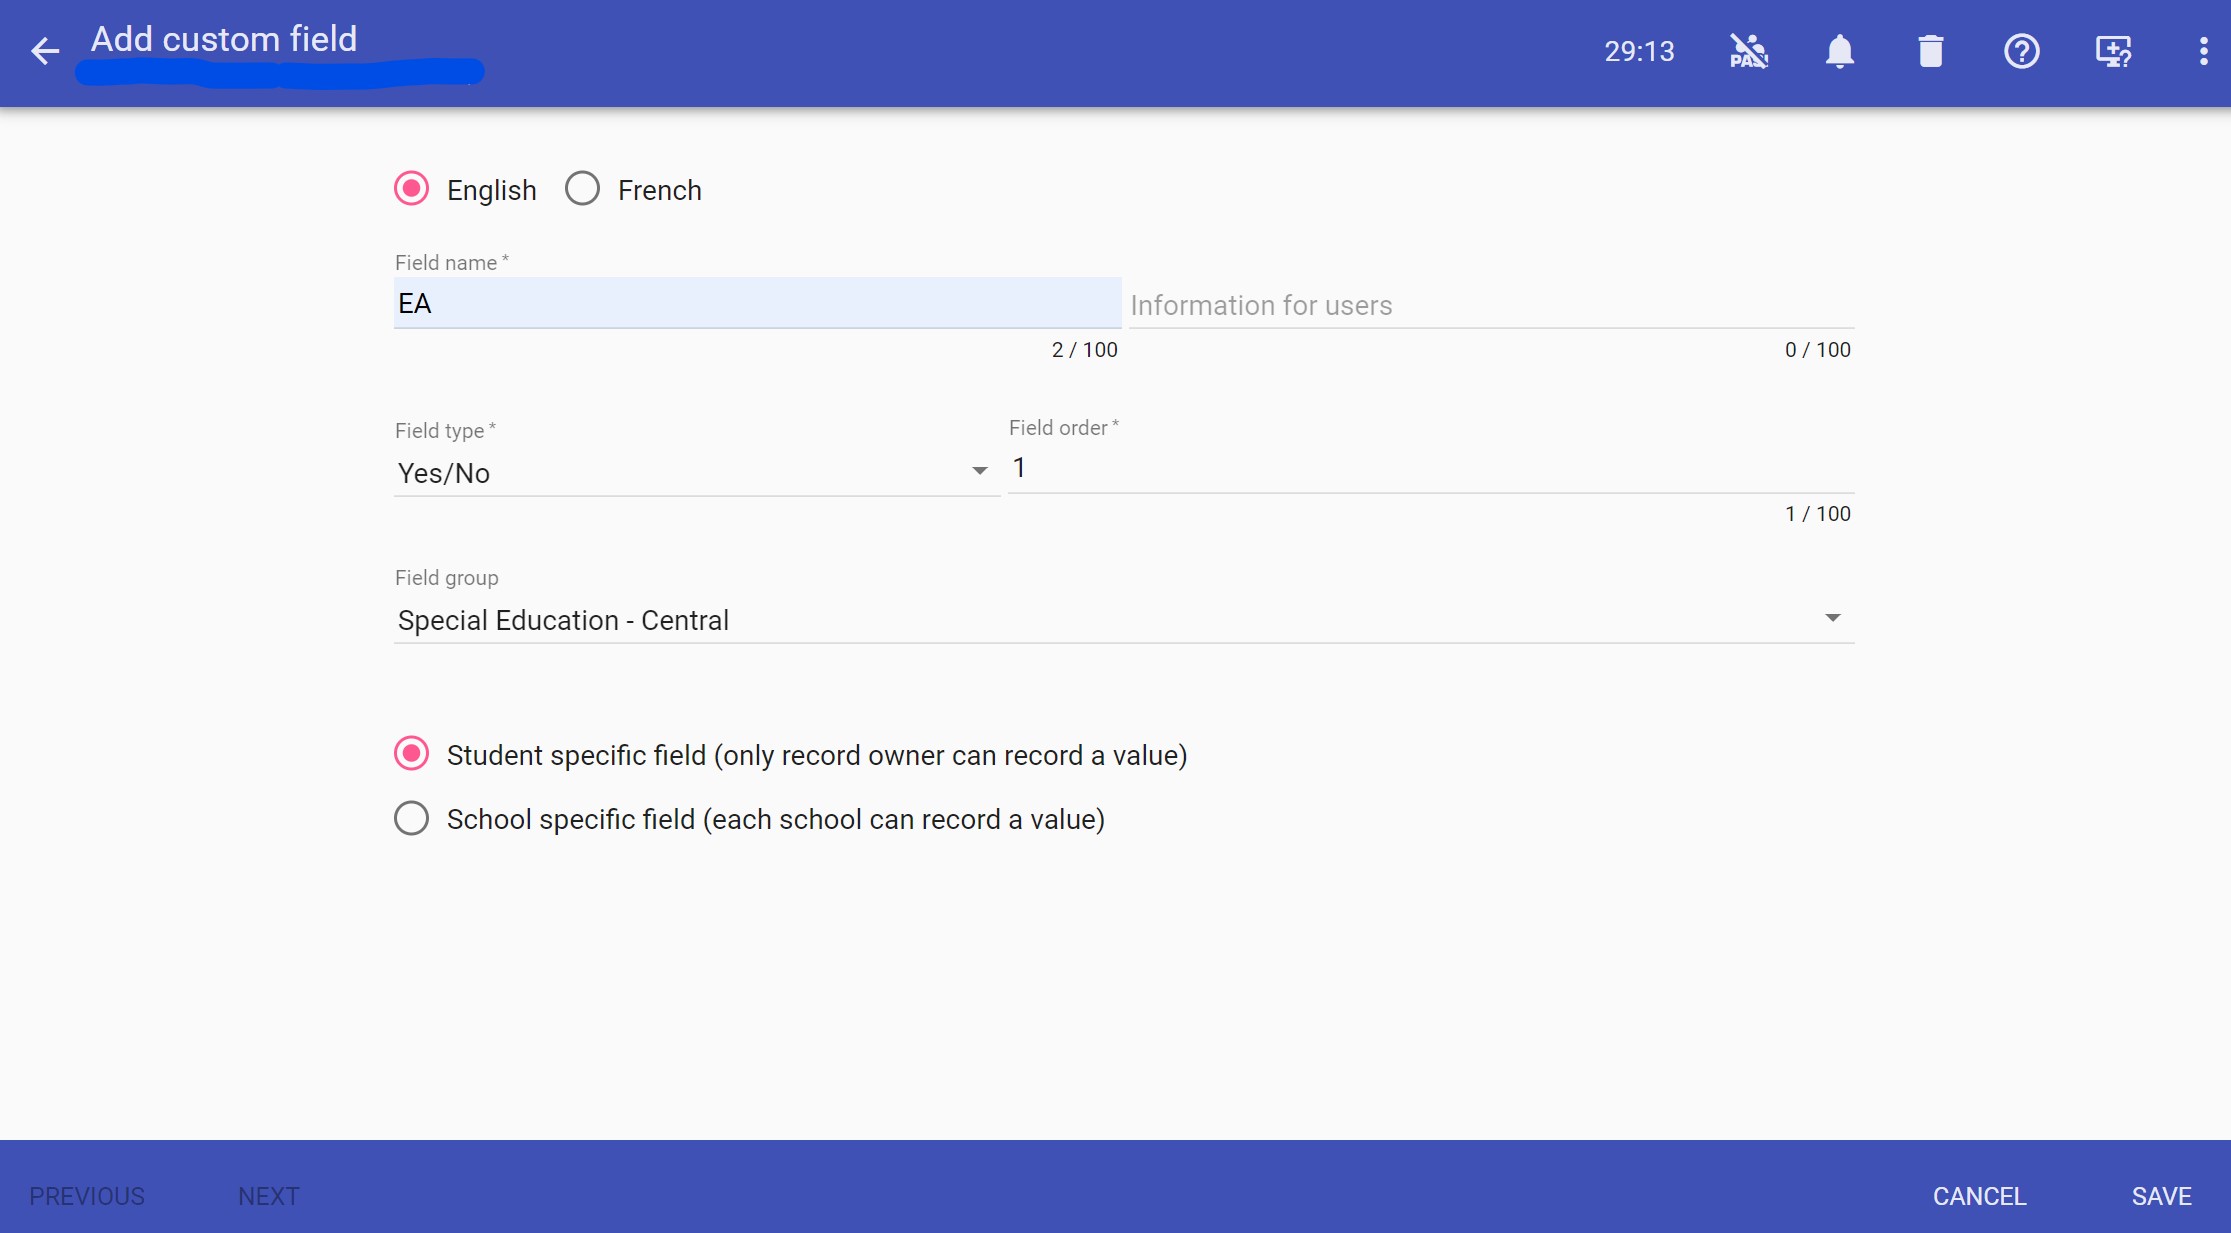 Add custom field
29:13
PAS!
English French
Field name *
EA
Information for users
2 / 100
0 / 100
Field type *
Field order *
Yes/No
1
1 / 100
Field group
Special Education - Central
Student specific field (only record owner can record a value)
School specific field (each school can record a value)
PREVIOUS NEXT CANCEL SAVE